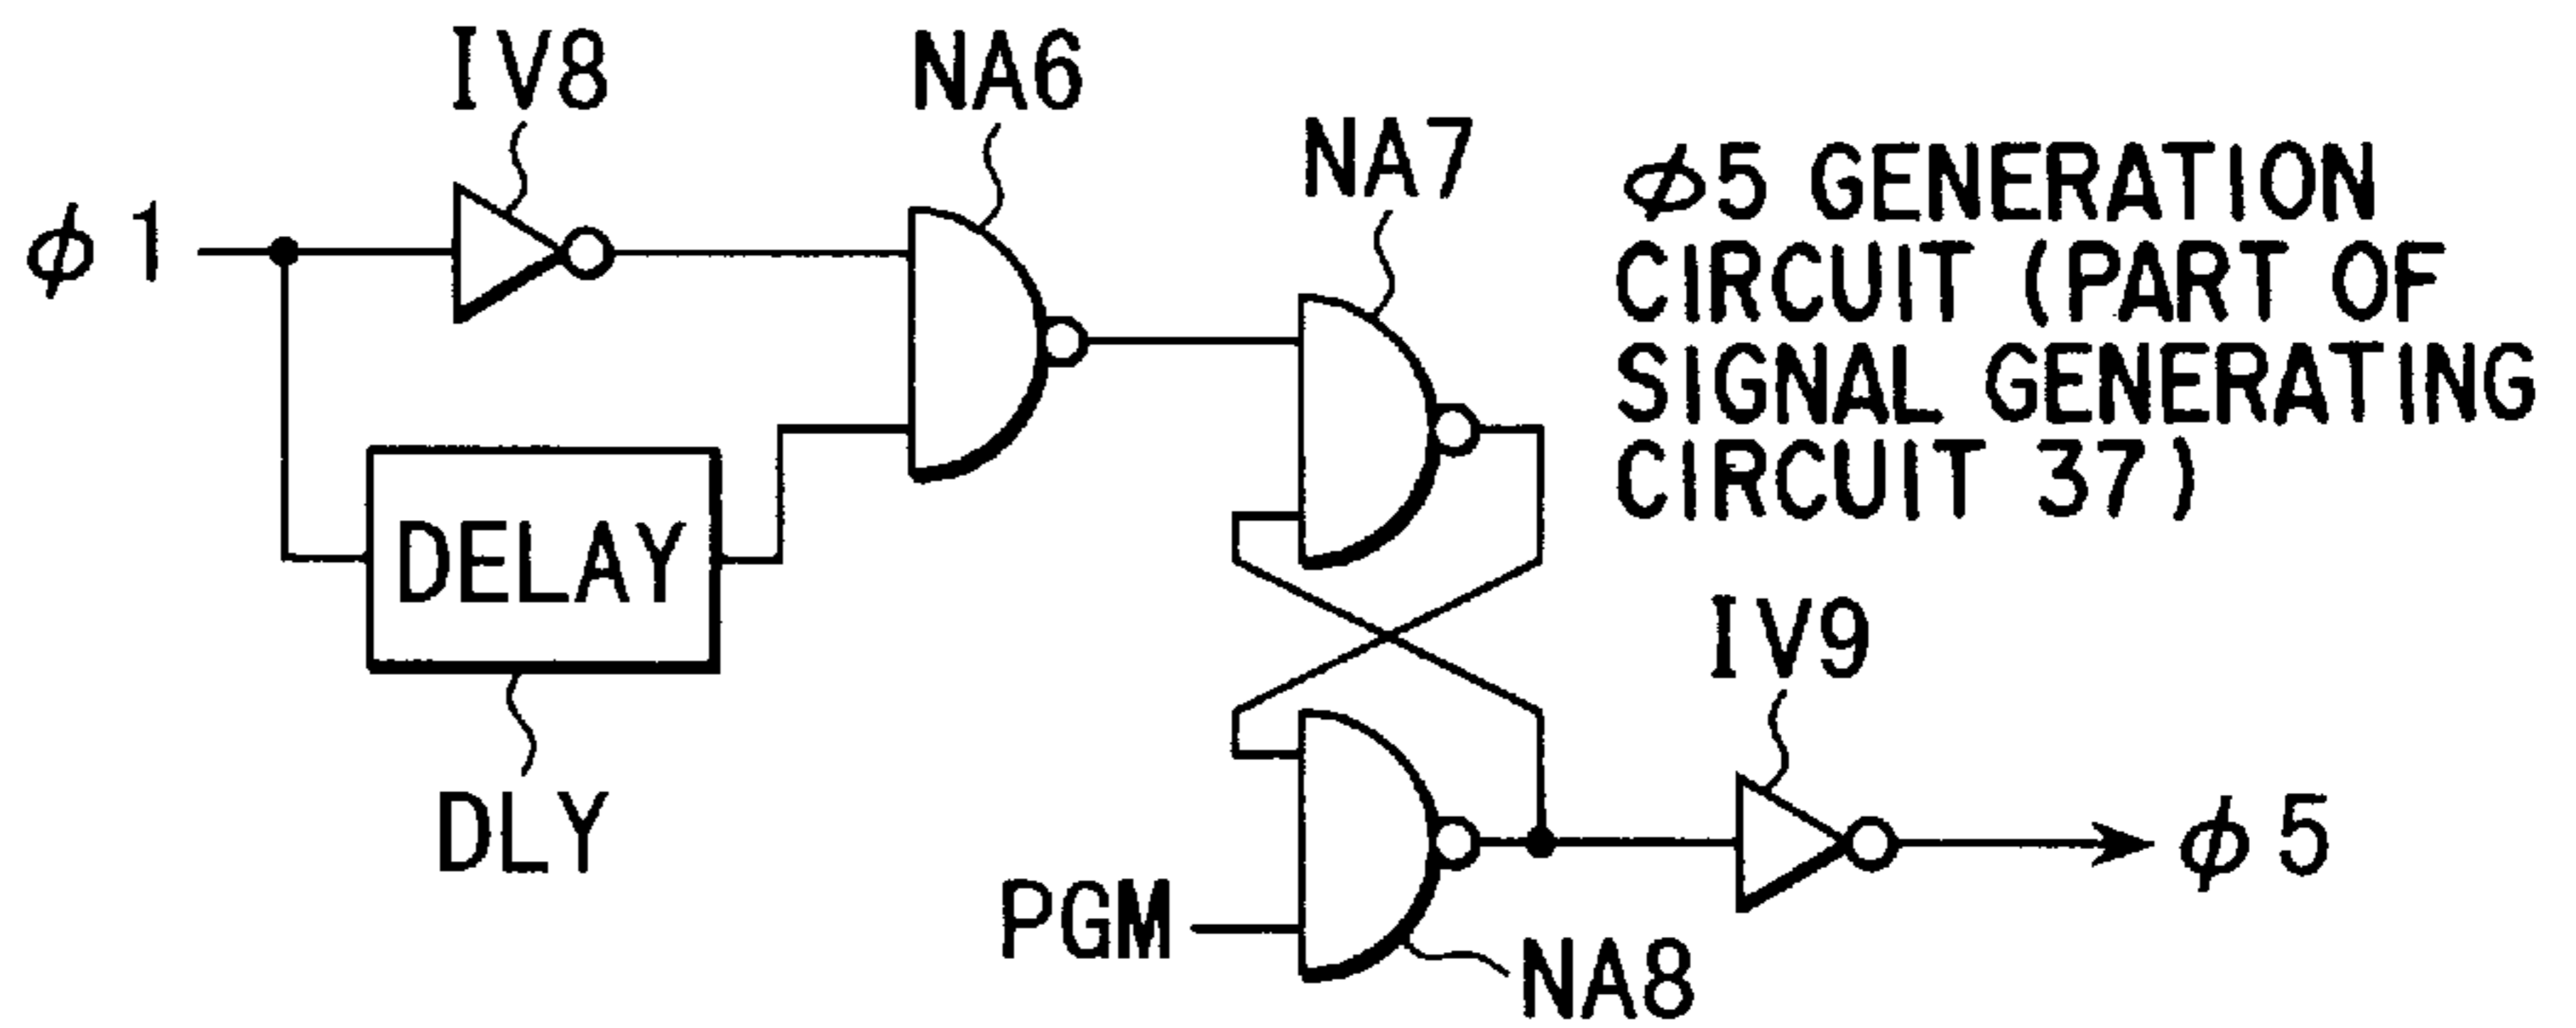 IV8
NA6
NA7
φ5 GENERATION
CIRCUIT (PART OF
SIGNAL GENERATING
CIRCUIT 37)
φ1
DELAY
DLY
IV9
φ5
PGM
NA8